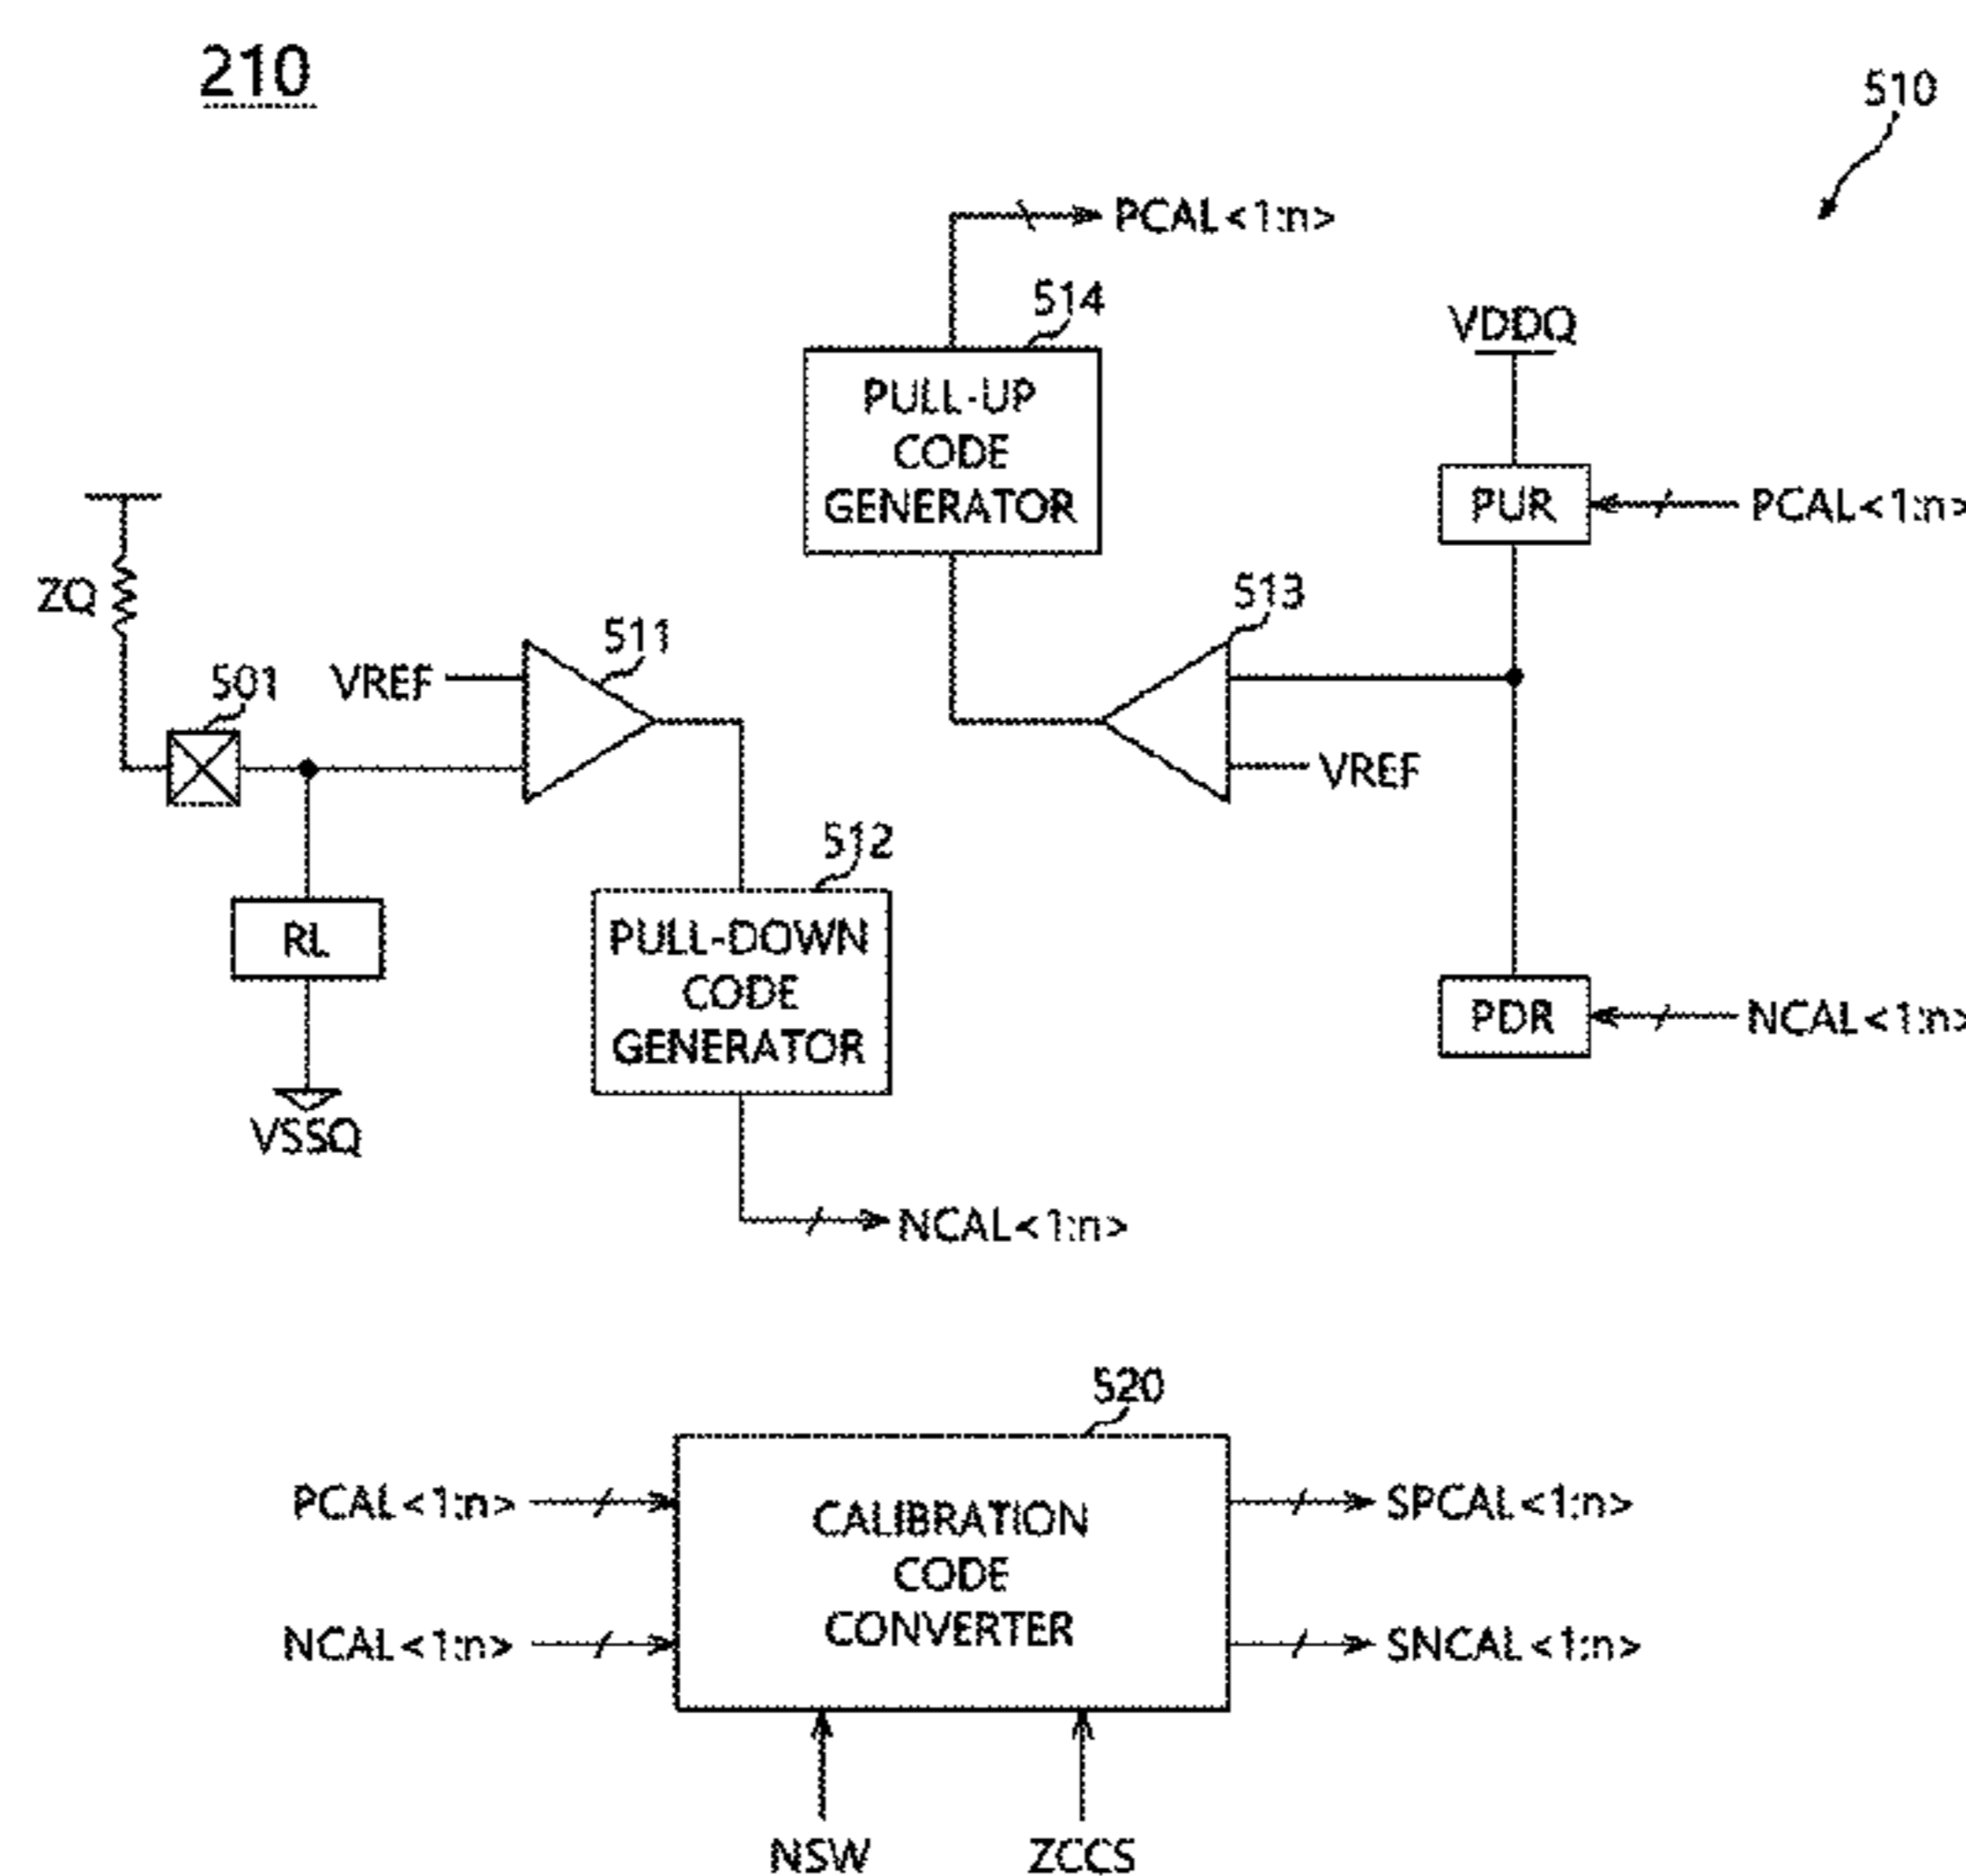 210
510
PCAL<1:n>
514
VDDQ
PULL-UP
CODE
GENERATOR
PUR
PCAL<1:n>
ZQ
513
511
501
VREF
VREF
512
RL
PULL-DOWN
CODE
GENERATOR
PDR
NCAL<1:n>
VSSQ
NCAL<1:n>
520
PCAL<1:n>
CALIBRATION
CODE
CONVERTER
SPCAL<1:n>
NCAL<1:n>
SNCAL<1:n>
NSW
ZCCS